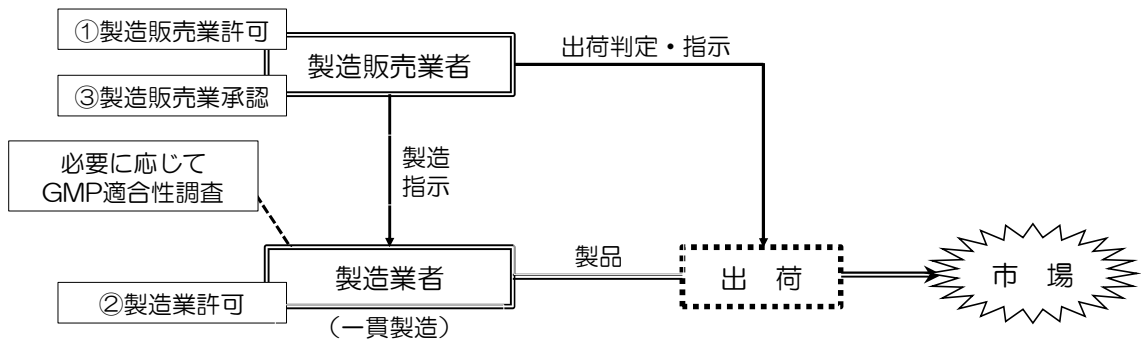 ①製造販売業許可
製造販売業者
③製造販売業承認
出荷判定・指示
必要に応じて
GMP適合性調査
製造
指示
製造業者
②製造業許可
（一貫製造）
製品
出　荷
市　場